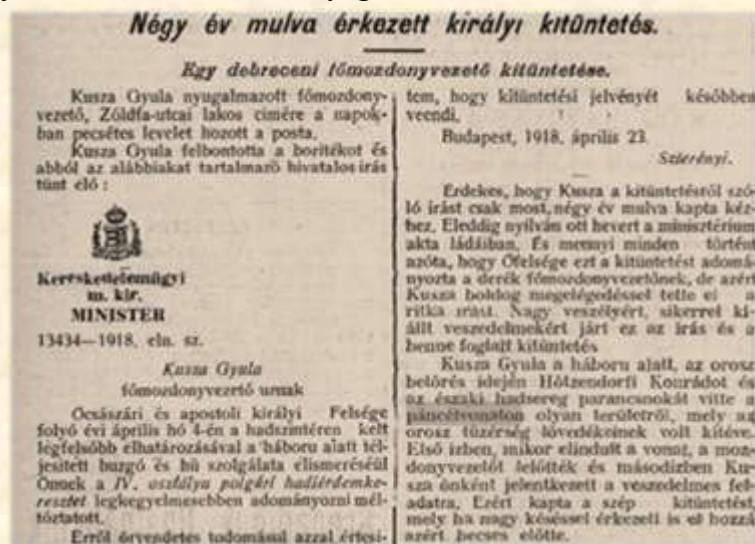 Négy év mulva érkezett királyi kitüntetés.
Egy debreceni főmozdonyvezető kitüntetése.
Kusza Gyula nyugalmazott főmozdony-
vezető, Zöldfa-utcai lakos cimére a napok-
ban pecsétes levelet hozott a posta.
Kusza Gyula felbontotta a boritékot és
abból az alábbiakat tartalmazó hivatalos irás
tünt elő :
Kereskedelemügyi
m. kir.
MINISTER
13434—1918. eln. sz.
Kusza Gyula
főmozdonyvezető urnak
Őcsászári és apostoli királyi Felsége
folyó évi április hó 4-én a hadszintéren kelt
legfelsőbb elhatározásával a háboru alatt tel-
jesitett buzgó és hü szolgálata elismeréséül
Önnek a IV. osztályu polgári hadiérdemke-
resztet legkegyelmesebben adományozni mél-
tóztatott.
Erről örvendetes tudomásul azzal értesi-
tem, hogy kitüntetési jelvényét későbben
veendi.
Budapest, 1918. április 23.
Szterényi.
Érdekes, hogy Kusza a kitüntetésről szó-
ló irást csak most, négy év mulva kapta kéz-
hez. Eleddig nyilván ott hevert a minisztérium
akta ládáiban. És mennyi minden történt
azóta, hogy Őfelsége ezt a kitüntetést adomá-
nyozta a derék főmozdonyvezetőnek, de azért
Kusza boldog megelégedéssel tette el a
ritka irást. Nagy veszélyért, sikerrel ki-
állt veszedelmekért járt ez az irás és a
benne foglalt kitüntetés
Kusza Gyula a háboru alatt, az orosz
betörés idején Hötzendorfi Konrádot és
az északi hadsereg parancsnokát vitte a
páncélvonaton olyan területről, mely az
orosz tüzérség lövedékeinek volt kitéve.
Első izben, mikor elindult a vonat, a moz-
donyvezetőt lelőtték és másodizben Ku-
sza önként jelentkezett a veszedelmes fel-
adatra. Ezért kapta a szép kitüntetést,
mely ha nagy késéssel érkezett is el hozzá
azért becses előtte.